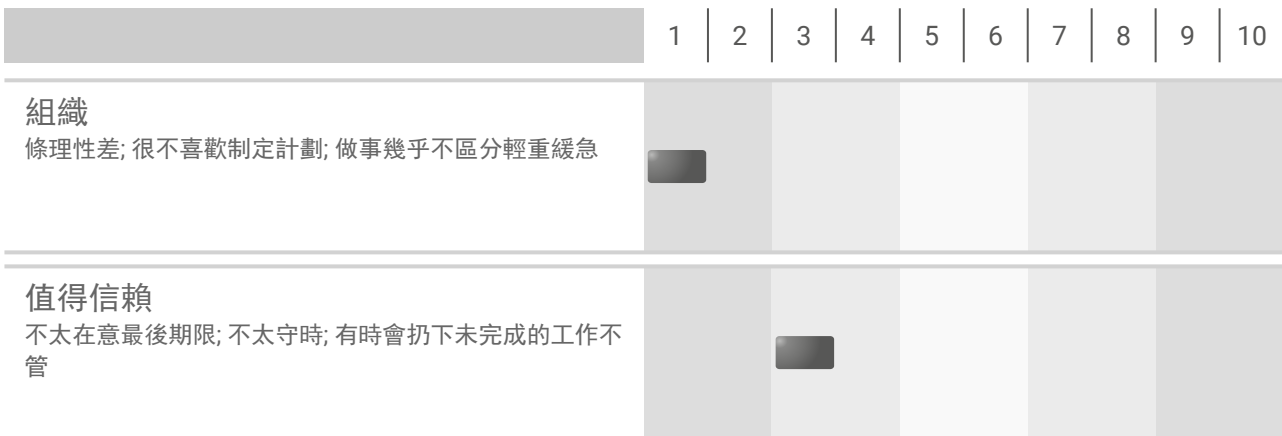 1 2 3 4 5 6 7 8 9 10
組織
條理性差; 很不喜歡制定計劃; 做事幾乎不區分輕重緩急
值得信賴
不太在意最後期限; 不太守時; 有時會扔下未完成的工作不
管